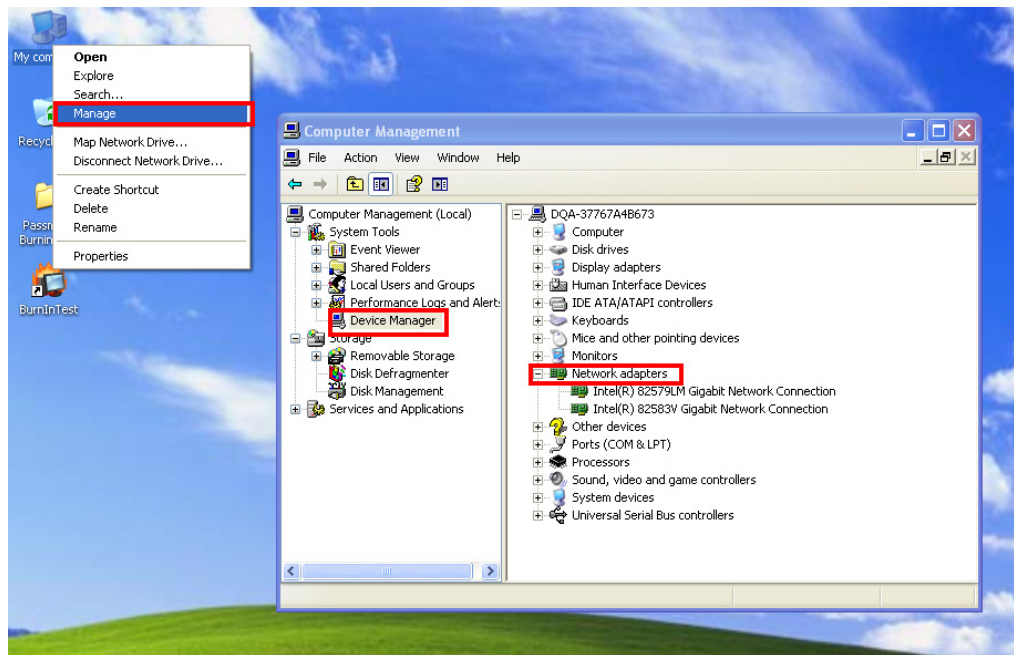 My com
Open
Explore
Search...
Manage
Map Network Drive...
Disconnect Network Drive...
Create Shortcut
Delete
Rename
Properties
Recycl
Passm
Burnin
BurnInTest
Computer Management
File Action View Window Help
Computer Management (Local)
System Tools
Event Viewer
Shared Folders
Local Users and Groups
Performance Logs and Alert
Device Manager
Storage
Removable Storage
Disk Defragmenter
Disk Management
Services and Applications
DQA-37767A4B673
Computer
Disk drives
Display adapters
Human Interface Devices
IDE ATA/ATAPI controllers
Keyboards
Mice and other pointing devices
Monitors
Network adapters
Intel(R) 82579LM Gigabit Network Connection
Intel(R) 82583V Gigabit Network Connection
Other devices
Ports (COM & LPT)
Processors
Sound, video and game controllers
System devices
Universal Serial Bus controllers